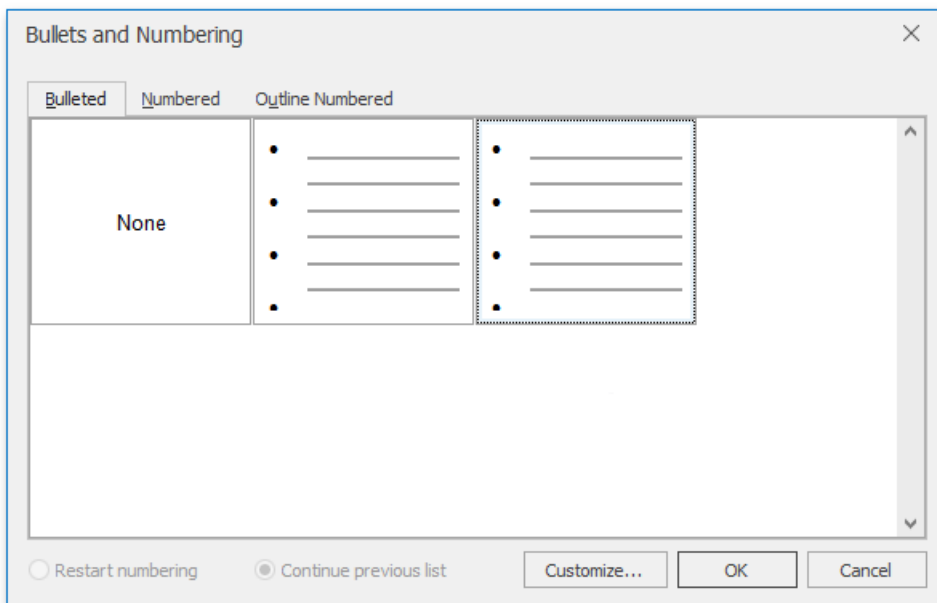 Bullets and Numbering
Bulleted Numbered Outline Numbered
None
Restart numbering Continue previous list Customize... OK Cancel